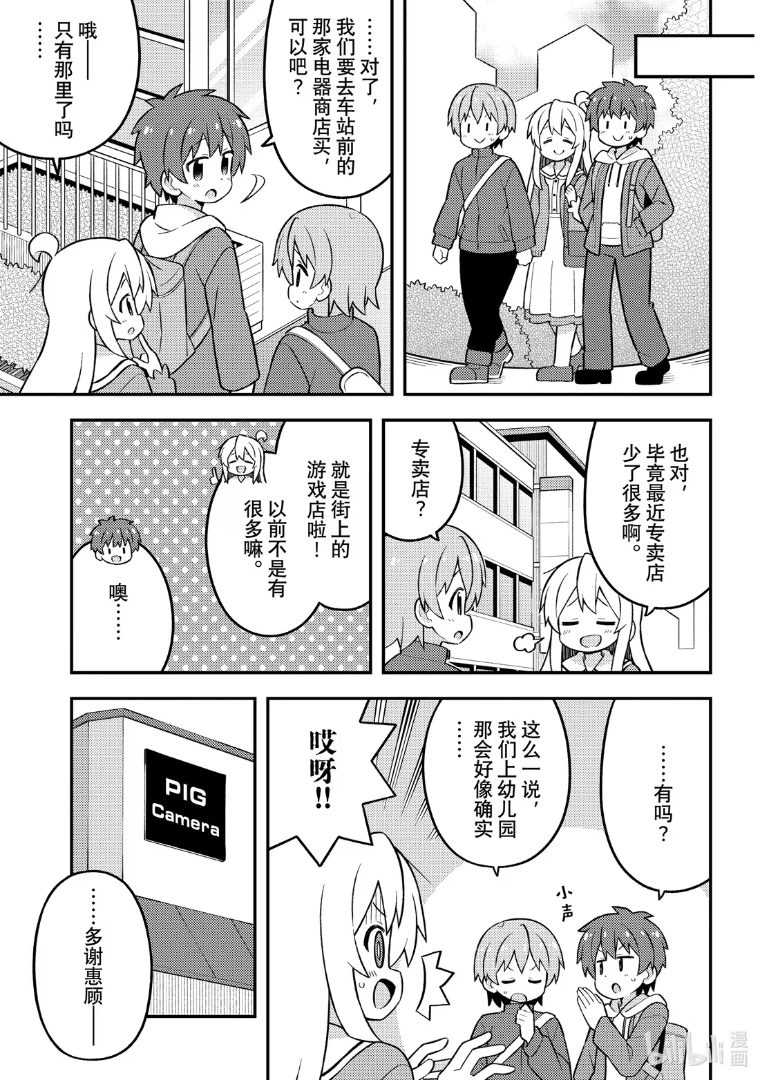 ……对了，
我们要去车站前的
那家电器商店买，
可以吧？
哦——
只有那里了吗
……
也对，
毕竟最近专卖店
少了很多啊。
专卖店？
就是街上的
游戏店啦！
以前不是有
很多嘛。
噢……
……有吗？
这么一说，
我们上幼儿园
那会好像确实
……
小声
哎呀!!
PIG
Camera
……多谢惠顾——
bilibili
漫画